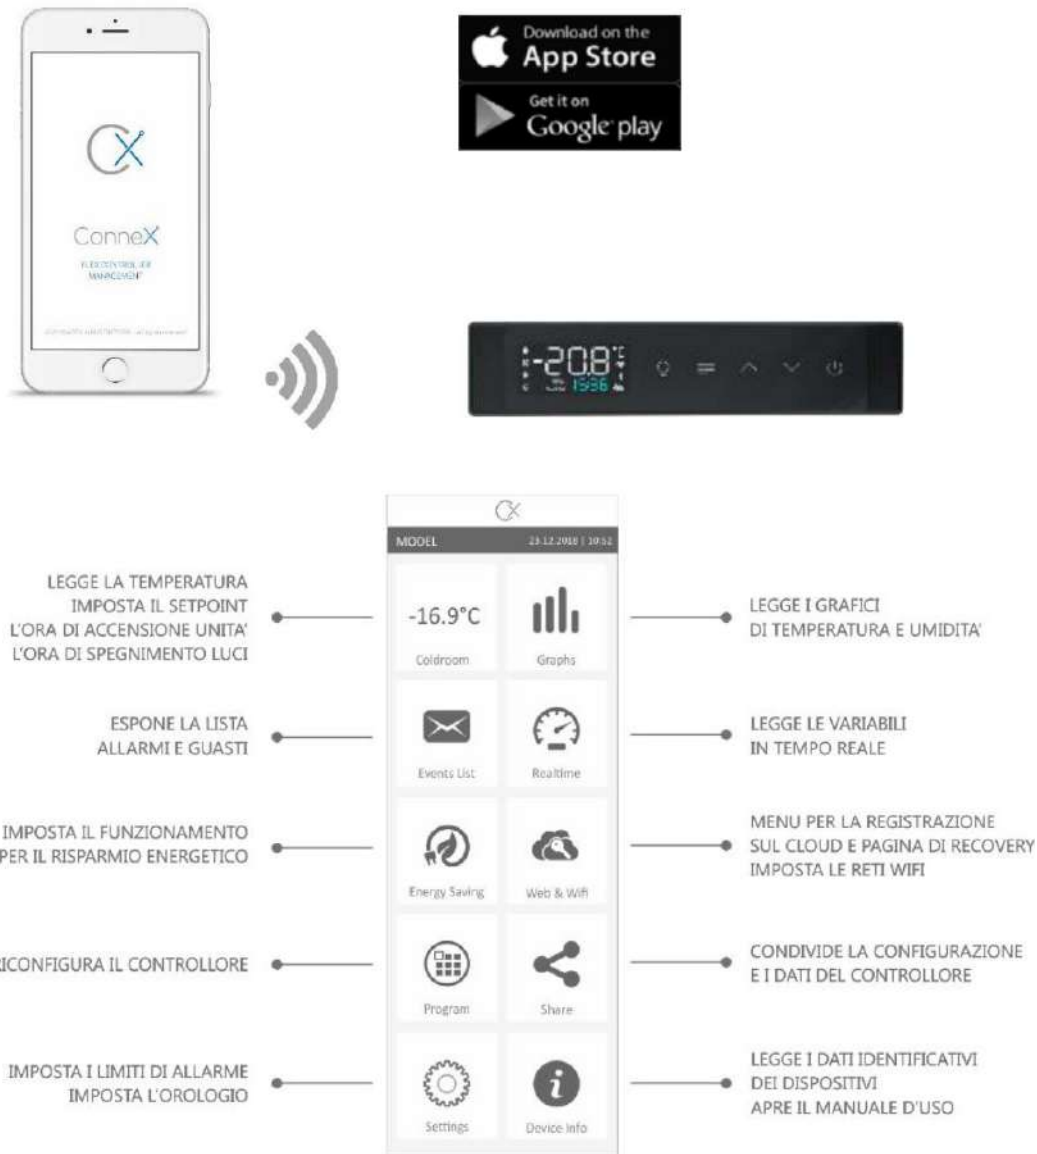 Download on the
App Store
Get it on
Google play
CX
ConneX
MANAGEMENT
-20.8°C
15:36
CX
MODEL 23.12.2018 | 10:52
LEGGE LA TEMPERATURA
IMPOSTA IL SETPOINT
L'ORA DI ACCENSIONE UNITA'
L'ORA DI SPEGNIMENTO LUCI
-16.9°C
Coldroom
Graphs
LEGGE I GRAFICI
DI TEMPERATURA E UMIDITA'
ESPONE LA LISTA
ALLARMI E GUASTI
Events List
Realtime
LEGGE LE VARIABILI
IN TEMPO REALE
IMPOSTA IL FUNZIONAMENTO
PER IL RISPARMIO ENERGETICO
Energy Saving
Web & Wifi
MENU PER LA REGISTRAZIONE
SUL CLOUD E PAGINA DI RECOVERY
IMPOSTA LE RETI WIFI
RICONFIGURA IL CONTROLLORE
Program
Share
CONDIVIDE LA CONFIGURAZIONE
E I DATI DEL CONTROLLORE
IMPOSTA I LIMITI DI ALLARME
IMPOSTA L'OROLOGIO
Settings
Device Info
LEGGE I DATI IDENTIFICATIVI
DEI DISPOSITIVI
APRE IL MANUALE D'USO